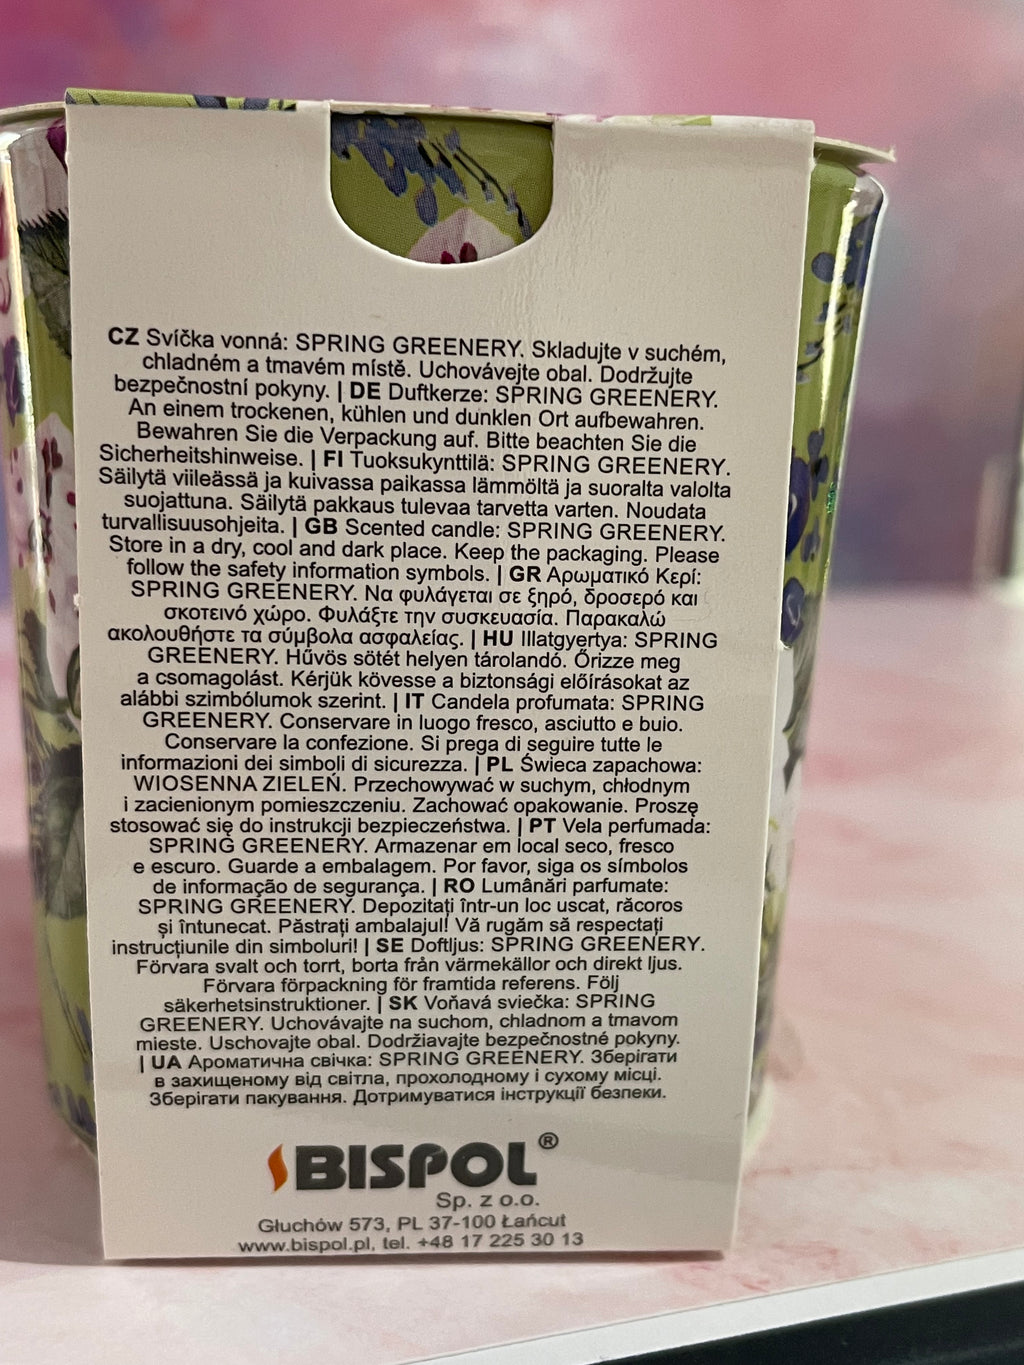 CZ Svíčka vonná: SPRING GREENERY. Skladujte v suchém,
chladném a tmavém místě. Uchovávejte obal. Dodržujte
bezpečnostní pokyny. | DE Duftkerze: SPRING GREENERY.
An einem trockenen, kühlen und dunklen Ort aufbewahren.
Bewahren Sie die Verpackung auf. Bitte beachten Sie die
Sicherheitshinweise. | FI Tuoksukynttilä: SPRING GREENERY.
Säilytä viileässä ja kuivassa paikassa lämmöltä ja suoralta valolta
suojattuna. Säilytä pakkaus tulevaa tarvetta varten. Noudata
turvallisuusohjeita. | GB Scented candle: SPRING GREENERY.
Store in a dry, cool and dark place. Keep the packaging. Please
follow the safety information symbols. | GR Αρωματικό Κερί:
SPRING GREENERY. Να φυλάγεται σε ξηρό, δροσερό και
σκοτεινό χώρο. Φυλάξτε την συσκευασία. Παρακαλώ
ακολουθήστε τα σύμβολα ασφαλείας. | HU Illatgyertya: SPRING
GREENERY. Hűvös sötét helyen tárolandó. Őrizze meg
a csomagolást. Kérjük kövesse a biztonsági előírásokat az
alábbi szimbólumok szerint. | IT Candela profumata: SPRING
GREENERY. Conservare in luogo fresco, asciutto e buio.
Conservare la confezione. Si prega di seguire tutte le
informazioni dei simboli di sicurezza. | PL Świeca zapachowa:
WIOSENNA ZIELEŃ. Przechowywać w suchym, chłodnym
i zacienionym pomieszczeniu. Zachować opakowanie. Proszę
stosować się do instrukcji bezpieczeństwa. | PT Vela perfumada:
SPRING GREENERY. Armazenar em local seco, fresco
e escuro. Guarde a embalagem. Por favor, siga os símbolos
de informação de segurança. | RO Lumânări parfumate:
SPRING GREENERY. Depozitați într-un loc uscat, răcoros
și întunecat. Păstrați ambalajul! Vă rugăm să respectați
instrucțiunile din simboluri! | SE Doftljus: SPRING GREENERY.
Förvara svalt och torrt, borta från värmekällor och direkt ljus.
Förvara förpackning för framtida referens. Följ
säkerhetsinstruktioner. | SK Voňavá sviečka: SPRING
GREENERY. Uchovávajte na suchom, chladnom a tmavom
mieste. Uschovajte obal. Dodržiavajte bezpečnostné pokyny.
| UA Ароматична свічка: SPRING GREENERY. Зберігати
в захищеному від світла, прохолодному і сухому місці.
Зберігати пакування. Дотримуватися інструкції безпеки.
BISPOL®
Sp. z o.o.
Głuchów 573, PL 37-100 Łańcut
www.bispol.pl, tel. +48 17 225 30 13